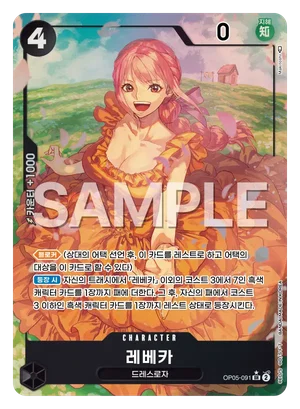 4
0
지혜
知
카운터 +1000
SAMPLE
블로커 (상대의 어택 선언 후, 이 카드를 레스트로 하고 어택의
대상을 이 카드로 할 수 있다)
등장 시 자신의 트래시에서 「레베카」 이외의 코스트 3에서 7인 흑색
캐릭터 카드를 1장까지 패에 더한다. 그 후, 자신의 패에서 코스트
3 이하인 흑색 캐릭터 카드를 1장까지 레스트 상태로 등장시킨다.
CHARACTER
레베카
드레스로자
OP05-091 SR
2